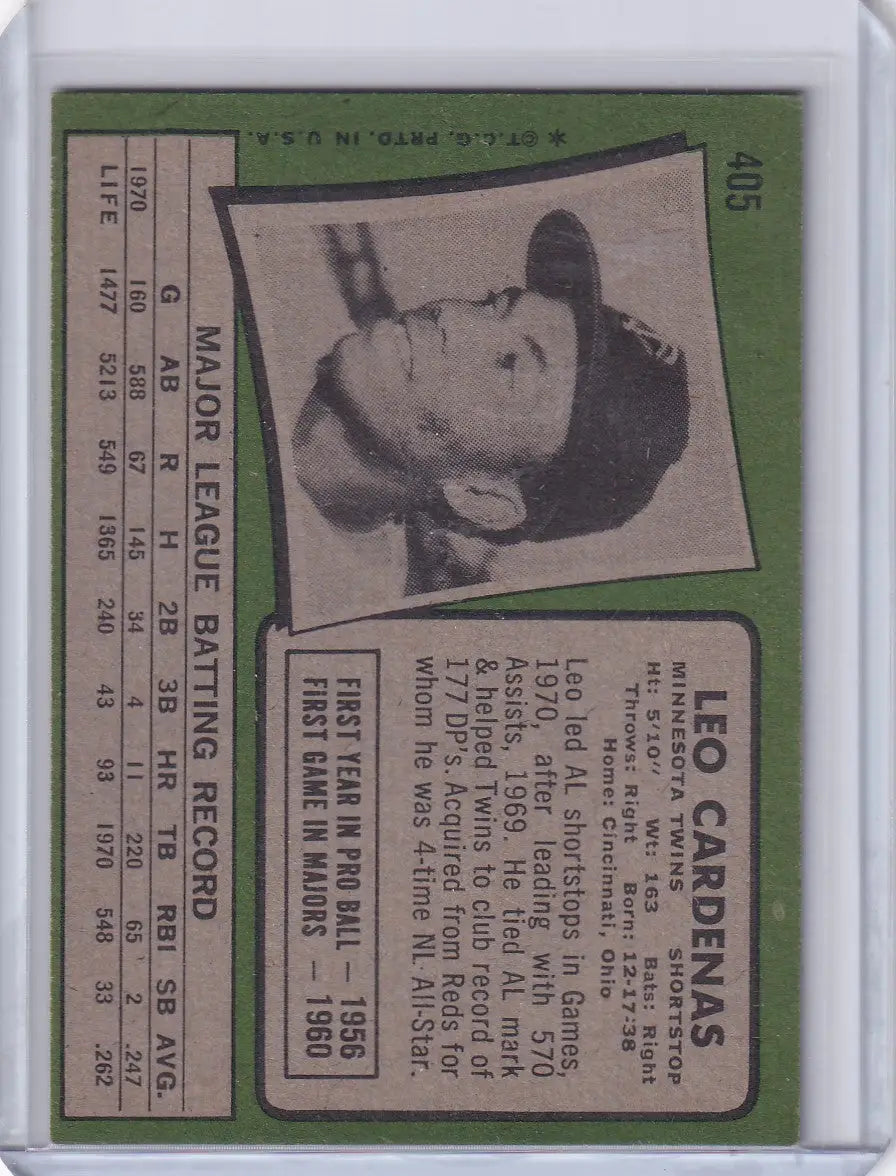 405
LEO CARDENAS
MINNESOTA TWINS SHORTSTOP
Ht: 5'10" Wt: 163 Bats: Right
Throws: Right Born: 12-17-38
Home: Cincinnati, Ohio
Leo led AL shortstops in Games,
1970, after leading with 570
Assists, 1969. He tied AL mark
& helped Twins to club record of
177 DP's. Acquired from Reds for
whom he was 4-time NL All-Star.
FIRST YEAR IN PRO BALL — 1956
FIRST GAME IN MAJORS — 1960
MAJOR LEAGUE BATTING RECORD
G AB R H 2B 3B HR TB RBI SB AVG.
1970 160 588 67 145 34 4 11 220 65 2 .247
LIFE 1477 5213 549 1365 240 43 93 1970 548 33 .262
* © T.C.G. PRTD. IN U.S.A.